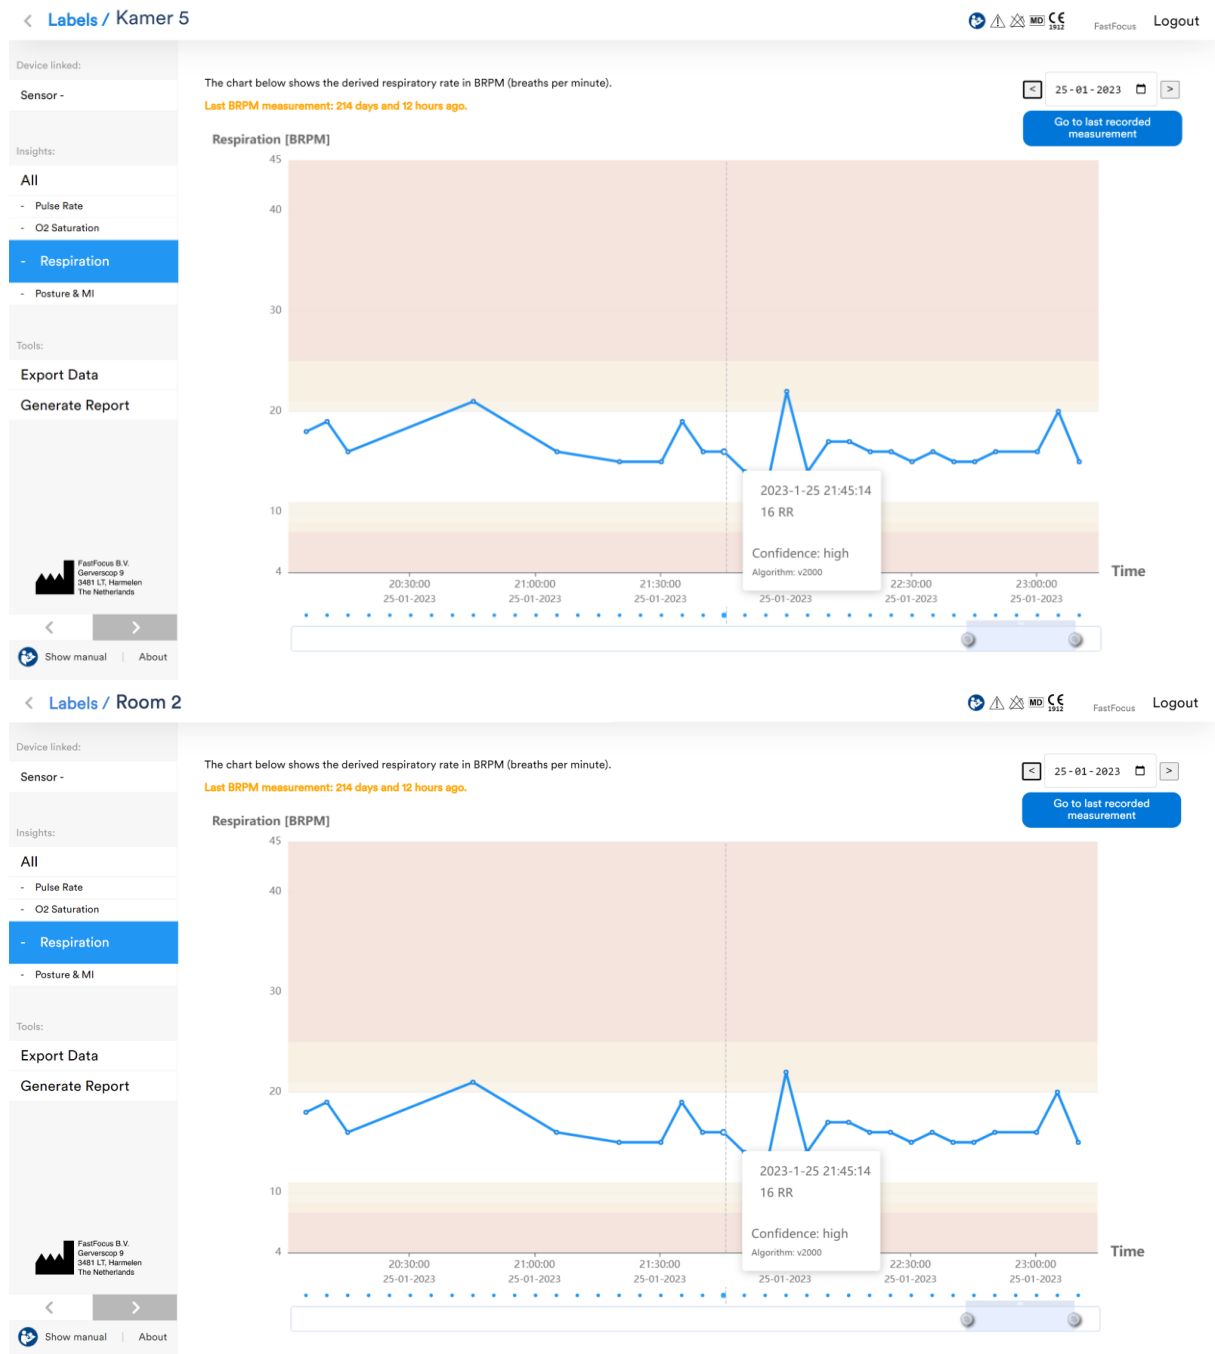 < Labels / Kamer 5
MD CE 1912 FastFocus Logout
Device linked:
Sensor -
Insights:
All
- Pulse Rate
- O2 Saturation
- Respiration
- Posture & MI
Tools:
Export Data
Generate Report
FastFocus B.V.
Gerverscop 9
3481 LT, Harmelen
The Netherlands
< >
Show manual | About
The chart below shows the derived respiratory rate in BRPM (breaths per minute).
Last BRPM measurement: 214 days and 12 hours ago.
< 25-01-2023 >
Go to last recorded
measurement
Respiration [BRPM]
45
40
30
20
10
4
2023-1-25 21:45:14
16 RR
Confidence: high
Algorithm: v2000
20:30:00 21:00:00 21:30:00 22:30:00 23:00:00
25-01-2023 25-01-2023 25-01-2023 25-01-2023 25-01-2023 25-01-2023
Time
< Labels / Room 2
MD CE 1912 FastFocus Logout
Device linked:
Sensor -
Insights:
All
- Pulse Rate
- O2 Saturation
- Respiration
- Posture & MI
Tools:
Export Data
Generate Report
FastFocus B.V.
Gerverscop 9
3481 LT, Harmelen
The Netherlands
< >
Show manual | About
The chart below shows the derived respiratory rate in BRPM (breaths per minute).
Last BRPM measurement: 214 days and 12 hours ago.
< 25-01-2023 >
Go to last recorded
measurement
Respiration [BRPM]
45
40
30
20
10
4
2023-1-25 21:45:14
16 RR
Confidence: high
Algorithm: v2000
20:30:00 21:00:00 21:30:00 22:30:00 23:00:00
25-01-2023 25-01-2023 25-01-2023 25-01-2023 25-01-2023 25-01-2023
Time